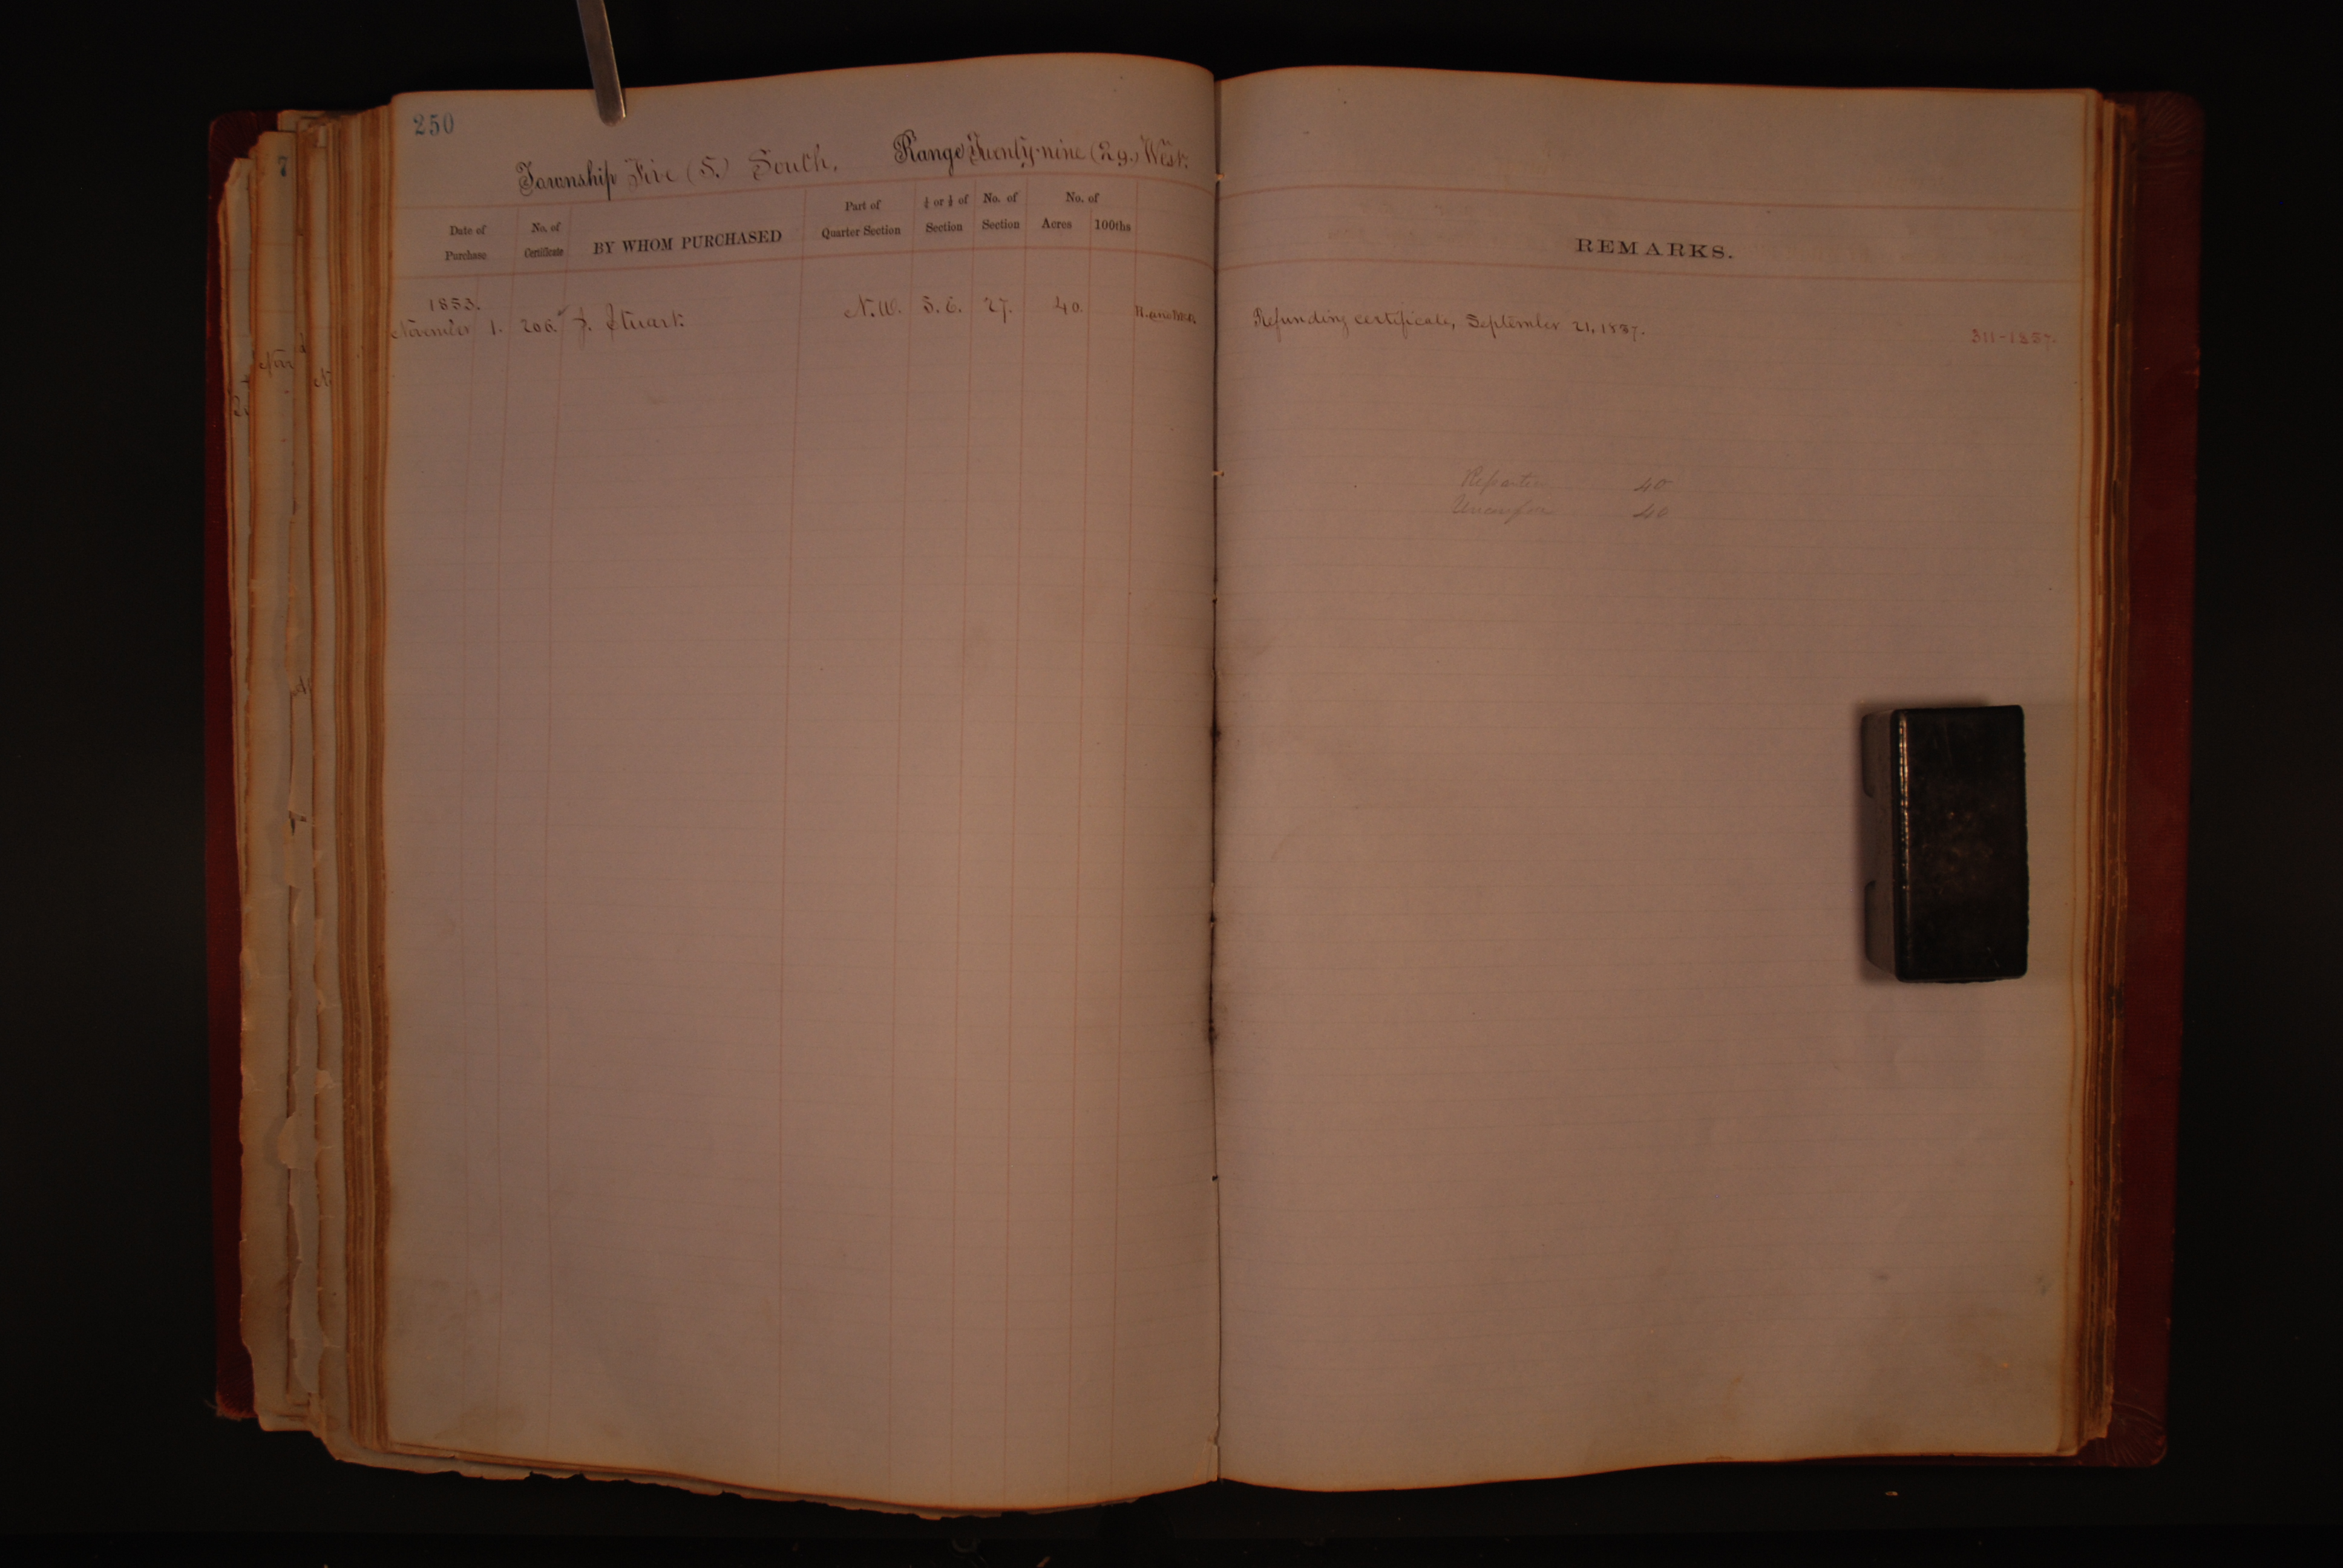 250
Township Five (5.) South, Range Twenty-nine (29.) West.
Date of Purchase
No. of Certificate
BY WHOM PURCHASED
Part of Quarter Section
¼ or ½ of Section
No. of Section
No. of
Acres 100ths
REMARKS.
1853.
November 1. 206. J. Stuart. N.W. S.E. 27. 40.
Refunding certificate, September 21, 1857.
311-1857.
40
40
7